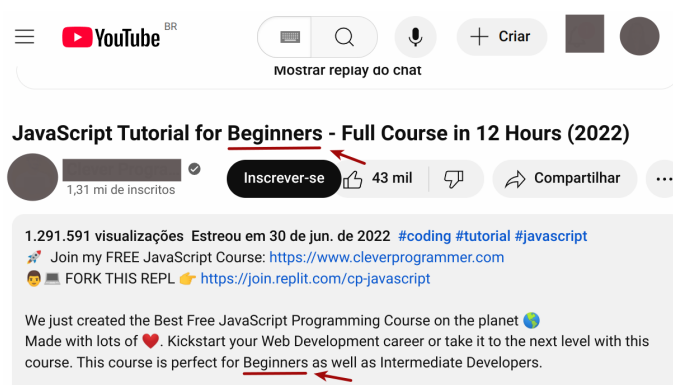 YouTube BR
Criar
Mostrar replay do chat
JavaScript Tutorial for Beginners - Full Course in 12 Hours (2022)
1,31 mi de inscritos
Inscrever-se
43 mil
Compartilhar
1.291.591 visualizações Estreou em 30 de jun. de 2022 #coding #tutorial #javascript
🚀 Join my FREE JavaScript Course: https://www.cleverprogrammer.com
👨💻 FORK THIS REPL 👉 https://join.replit.com/cp-javascript
We just created the Best Free JavaScript Programming Course on the planet 🌎
Made with lots of ❤️. Kickstart your Web Development career or take it to the next level with this
course. This course is perfect for Beginners as well as Intermediate Developers.